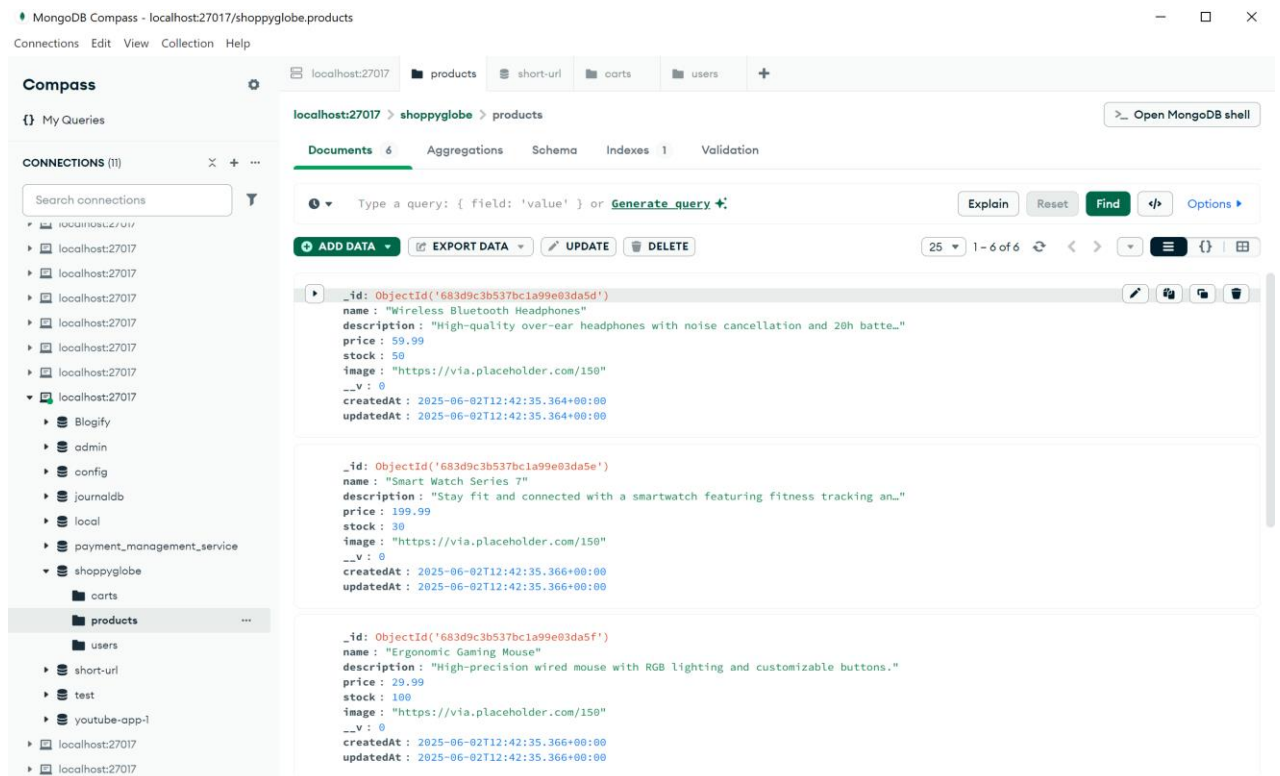 MongoDB Compass - localhost:27017/shoppyglobe.products
Connections Edit View Collection Help
Compass
{} My Queries
CONNECTIONS (11)
Search connections
localhost:27017
localhost:27017
localhost:27017
localhost:27017
localhost:27017
localhost:27017
localhost:27017
localhost:27017
Blogify
admin
config
journaldb
local
payment_management_service
shoppyglobe
carts
products
users
short-url
test
youtube-app-1
localhost:27017
localhost:27017
localhost:27017 products short-url carts users +
localhost:27017 > shoppyglobe > products
>_ Open MongoDB shell
Documents 6 Aggregations Schema Indexes 1 Validation
Type a query: { field: 'value' } or Generate query
Explain Reset Find </> Options
ADD DATA EXPORT DATA UPDATE DELETE
25 1 – 6 of 6 {}
_id: ObjectId('683d9c3b537bc1a99e03da5d')
name : "Wireless Bluetooth Headphones"
description : "High-quality over-ear headphones with noise cancellation and 20h batte…"
price : 59.99
stock : 50
image : "https://via.placeholder.com/150"
__v : 0
createdAt : 2025-06-02T12:42:35.364+00:00
updatedAt : 2025-06-02T12:42:35.364+00:00
_id: ObjectId('683d9c3b537bc1a99e03da5e')
name : "Smart Watch Series 7"
description : "Stay fit and connected with a smartwatch featuring fitness tracking an…"
price : 199.99
stock : 30
image : "https://via.placeholder.com/150"
__v : 0
createdAt : 2025-06-02T12:42:35.366+00:00
updatedAt : 2025-06-02T12:42:35.366+00:00
_id: ObjectId('683d9c3b537bc1a99e03da5f')
name : "Ergonomic Gaming Mouse"
description : "High-precision wired mouse with RGB lighting and customizable buttons."
price : 29.99
stock : 100
image : "https://via.placeholder.com/150"
__v : 0
createdAt : 2025-06-02T12:42:35.366+00:00
updatedAt : 2025-06-02T12:42:35.366+00:00